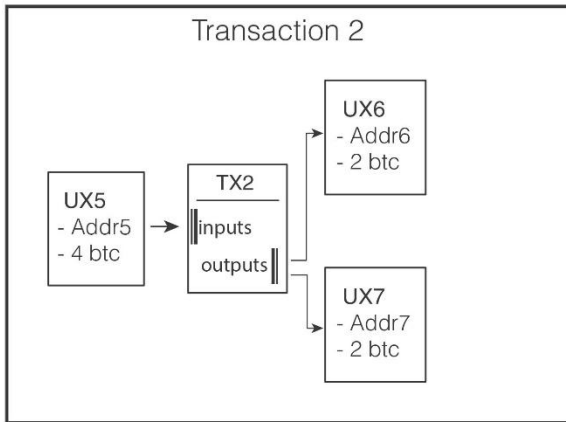 Transaction 2
UX5
- Addr5
- 4 btc
TX2
inputs
outputs
UX6
- Addr6
- 2 btc
UX7
- Addr7
- 2 btc